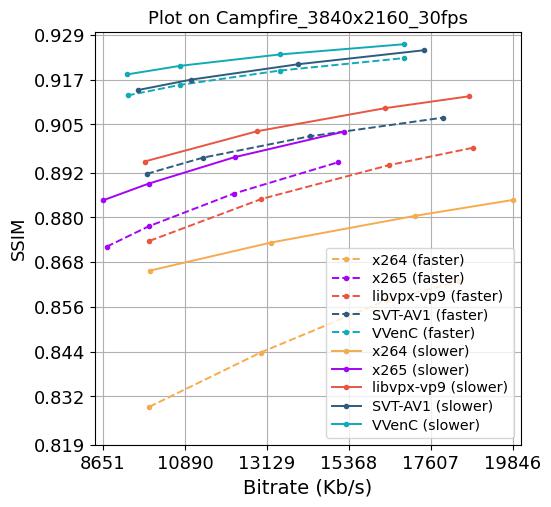 Plot on Campfire_3840x2160_30fps
0.929
0.917
0.905
0.892
0.880
0.868
0.856
0.844
0.832
0.819
SSIM
x264 (faster)
x265 (faster)
libvpx-vp9 (faster)
SVT-AV1 (faster)
VVenC (faster)
x264 (slower)
x265 (slower)
libvpx-vp9 (slower)
SVT-AV1 (slower)
VVenC (slower)
8651 10890 13129 15368 17607 19846
Bitrate (Kb/s)